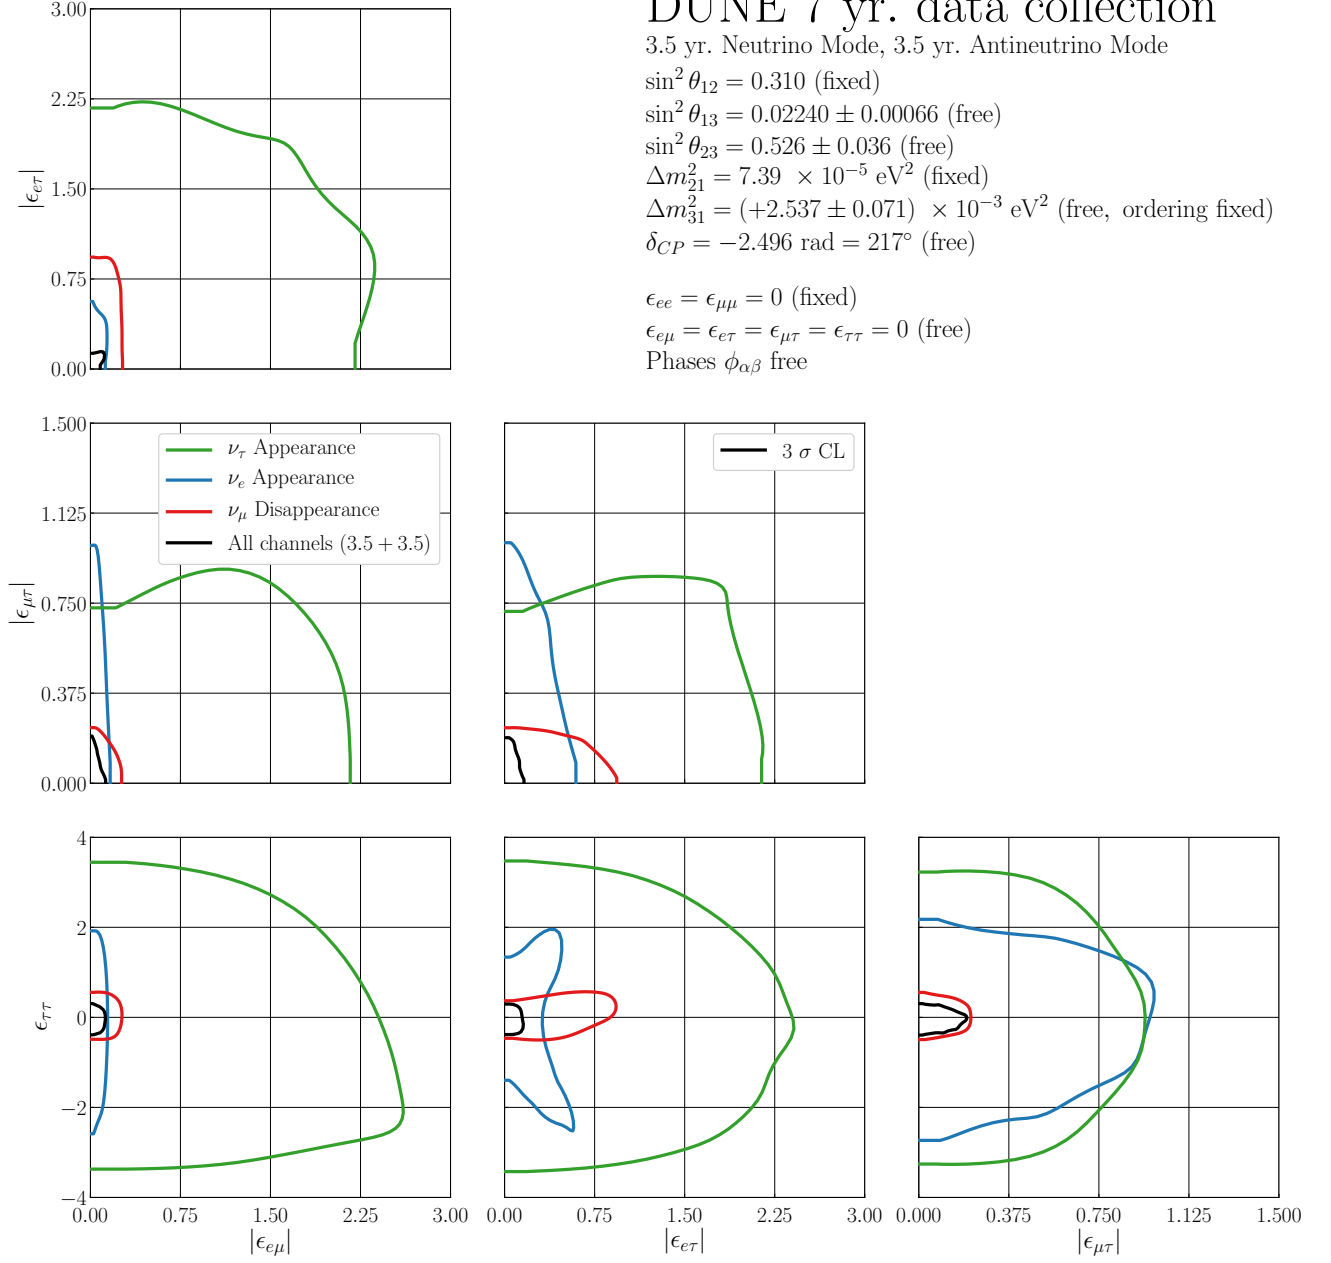 DUNE 7 yr. data collection
3.5 yr. Neutrino Mode, 3.5 yr. Antineutrino Mode
sin² θ₁₂ = 0.310 (fixed)
sin² θ₁₃ = 0.02240 ± 0.00066 (free)
sin² θ₂₃ = 0.526 ± 0.036 (free)
Δm²₂₁ = 7.39 × 10⁻⁵ eV² (fixed)
Δm²₃₁ = (+2.537 ± 0.071) × 10⁻³ eV² (free, ordering fixed)
δ_CP = −2.496 rad = 217° (free)
ϵ_ee = ϵ_μμ = 0 (fixed)
ϵ_eμ = ϵ_eτ = ϵ_μτ = ϵ_ττ = 0 (free)
Phases ϕ_αβ free
3.00
2.25
1.50
0.75
0.00
|ϵ_eτ|
1.500
1.125
0.750
0.375
0.000
|ϵ_μτ|
ν_τ Appearance
ν_e Appearance
ν_μ Disappearance
All channels (3.5 + 3.5)
3 σ CL
4
2
0
−2
−4
ϵ_ττ
0.00 0.75 1.50 2.25 3.00
|ϵ_eμ|
0.00 0.75 1.50 2.25 3.00
|ϵ_eτ|
0.000 0.375 0.750 1.125 1.500
|ϵ_μτ|